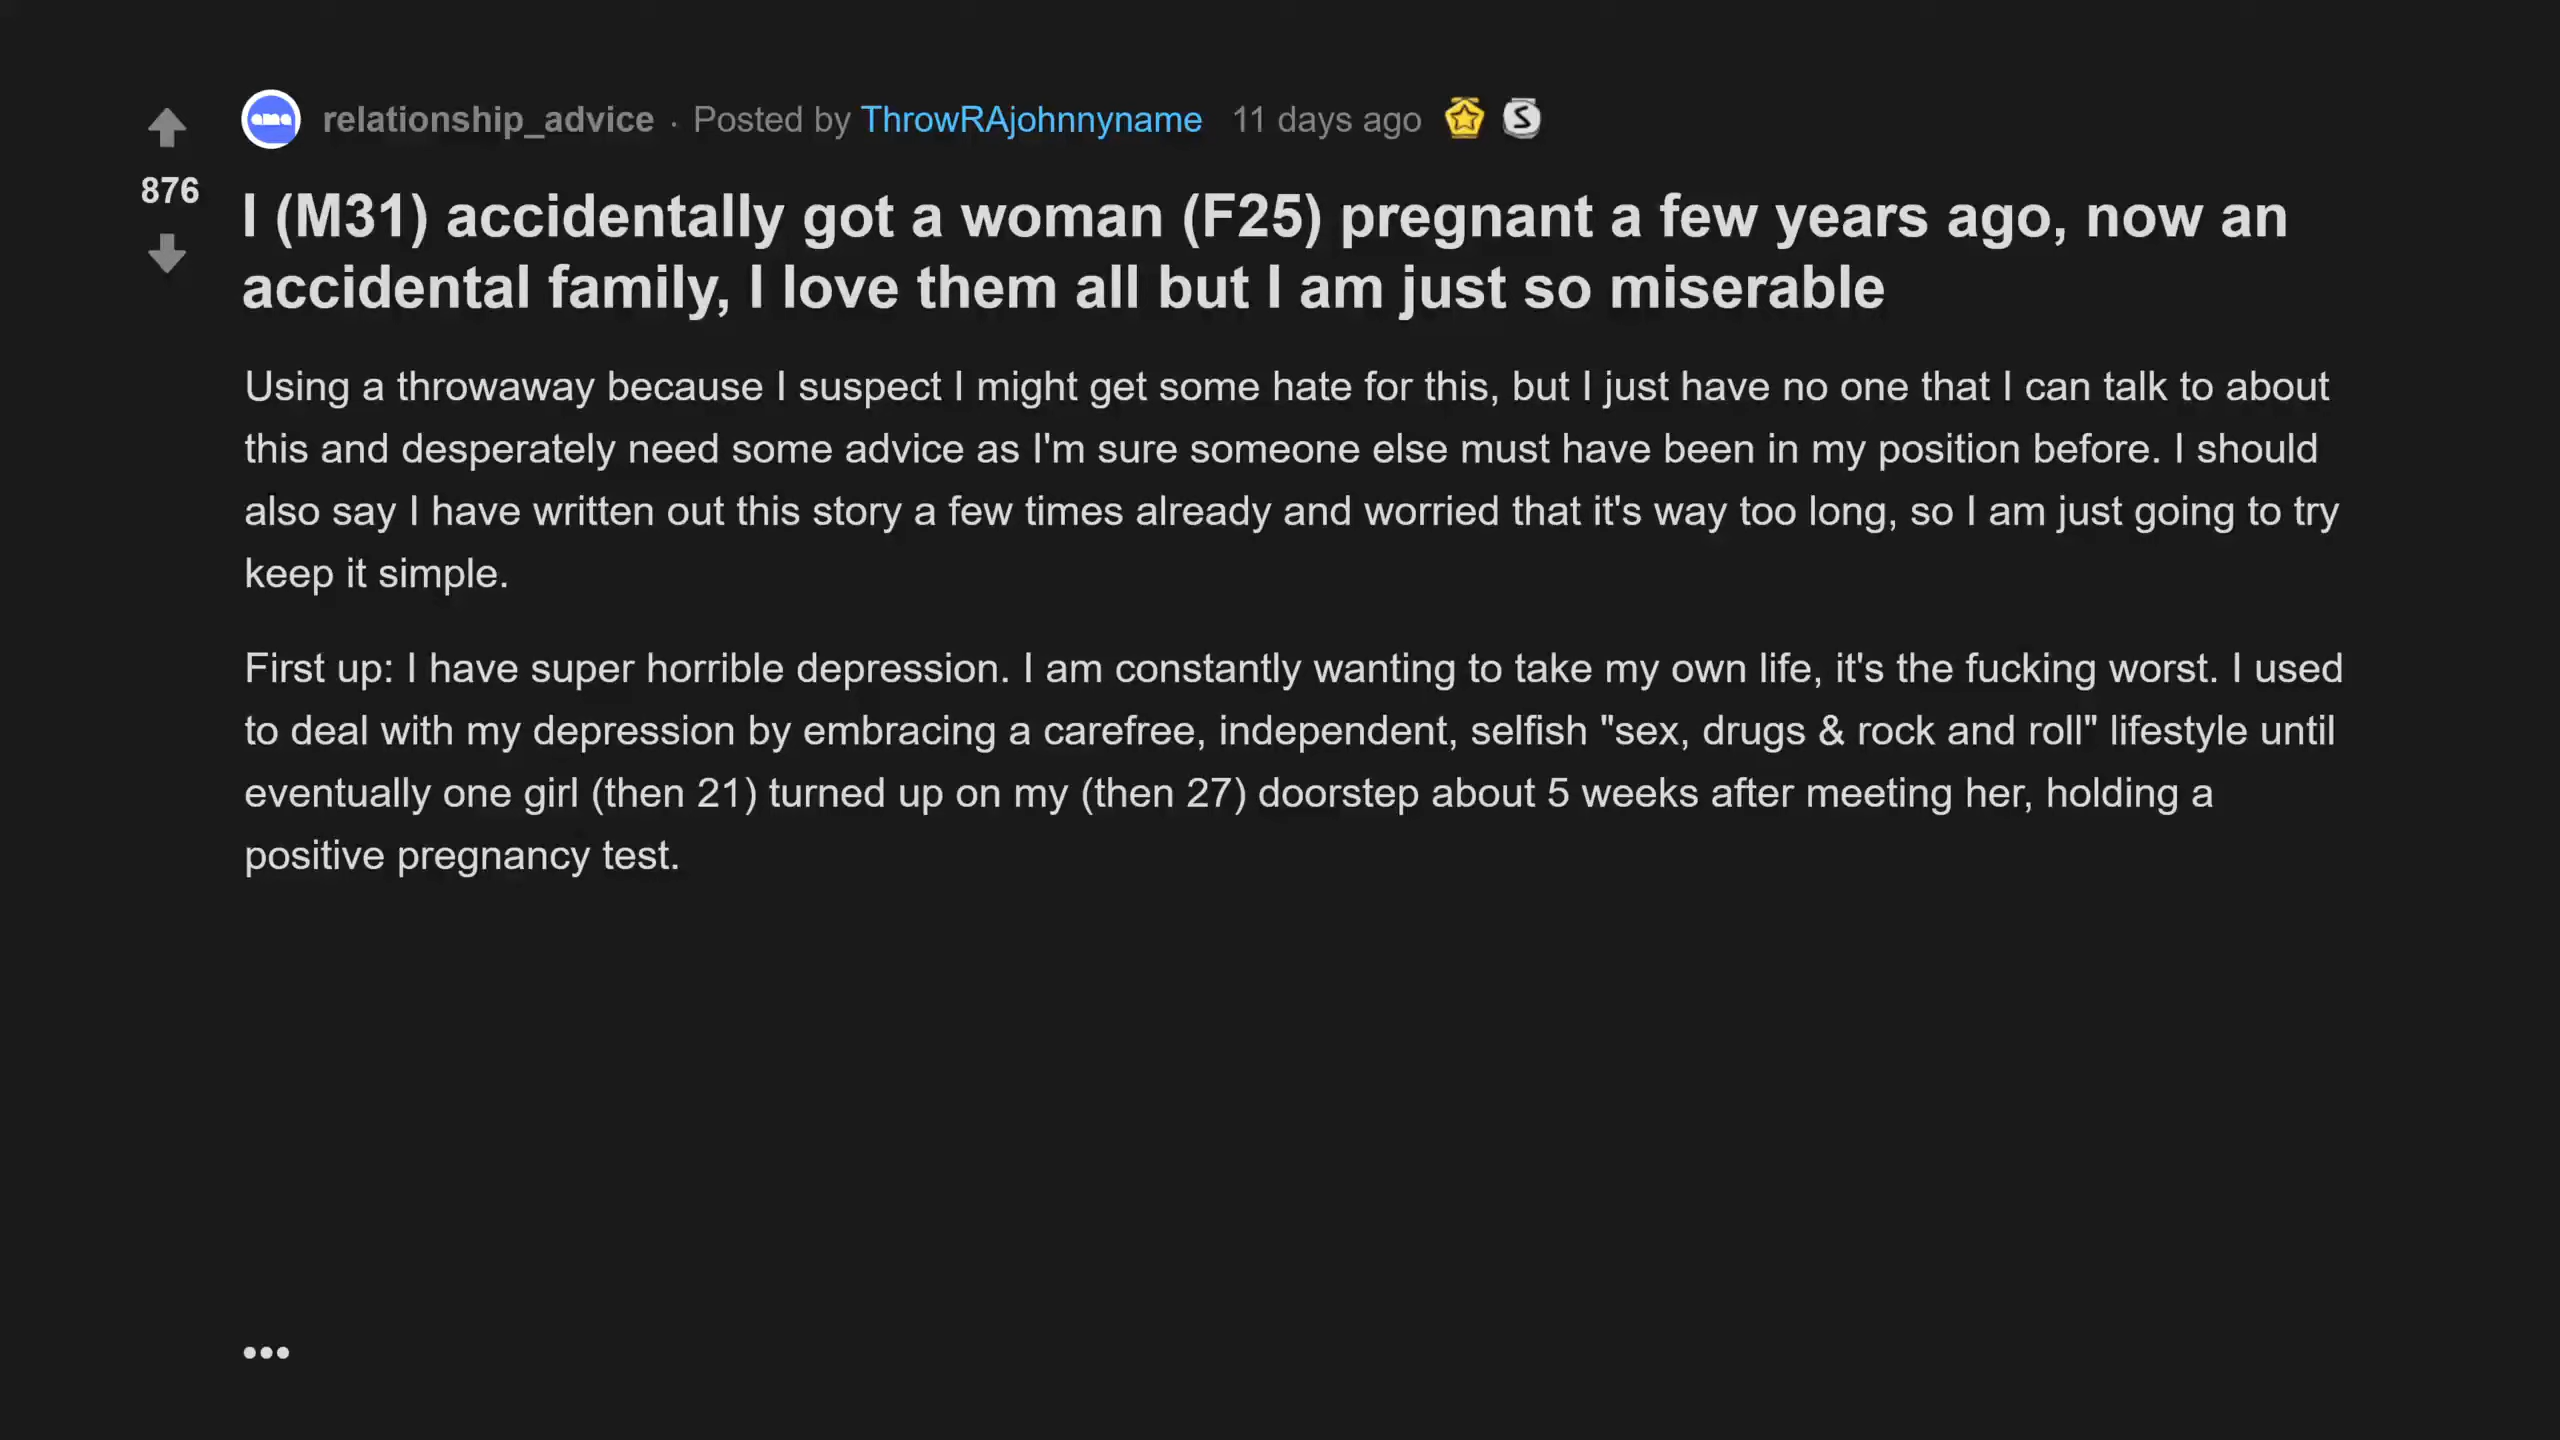 relationship_advice · Posted by ThrowRAjohnnyname 11 days ago
876
I (M31) accidentally got a woman (F25) pregnant a few years ago, now an
accidental family, I love them all but I am just so miserable
Using a throwaway because I suspect I might get some hate for this, but I just have no one that I can talk to about
this and desperately need some advice as I'm sure someone else must have been in my position before. I should
also say I have written out this story a few times already and worried that it's way too long, so I am just going to try
keep it simple.
First up: I have super horrible depression. I am constantly wanting to take my own life, it's the fucking worst. I used
to deal with my depression by embracing a carefree, independent, selfish "sex, drugs & rock and roll" lifestyle until
eventually one girl (then 21) turned up on my (then 27) doorstep about 5 weeks after meeting her, holding a
positive pregnancy test.
•••